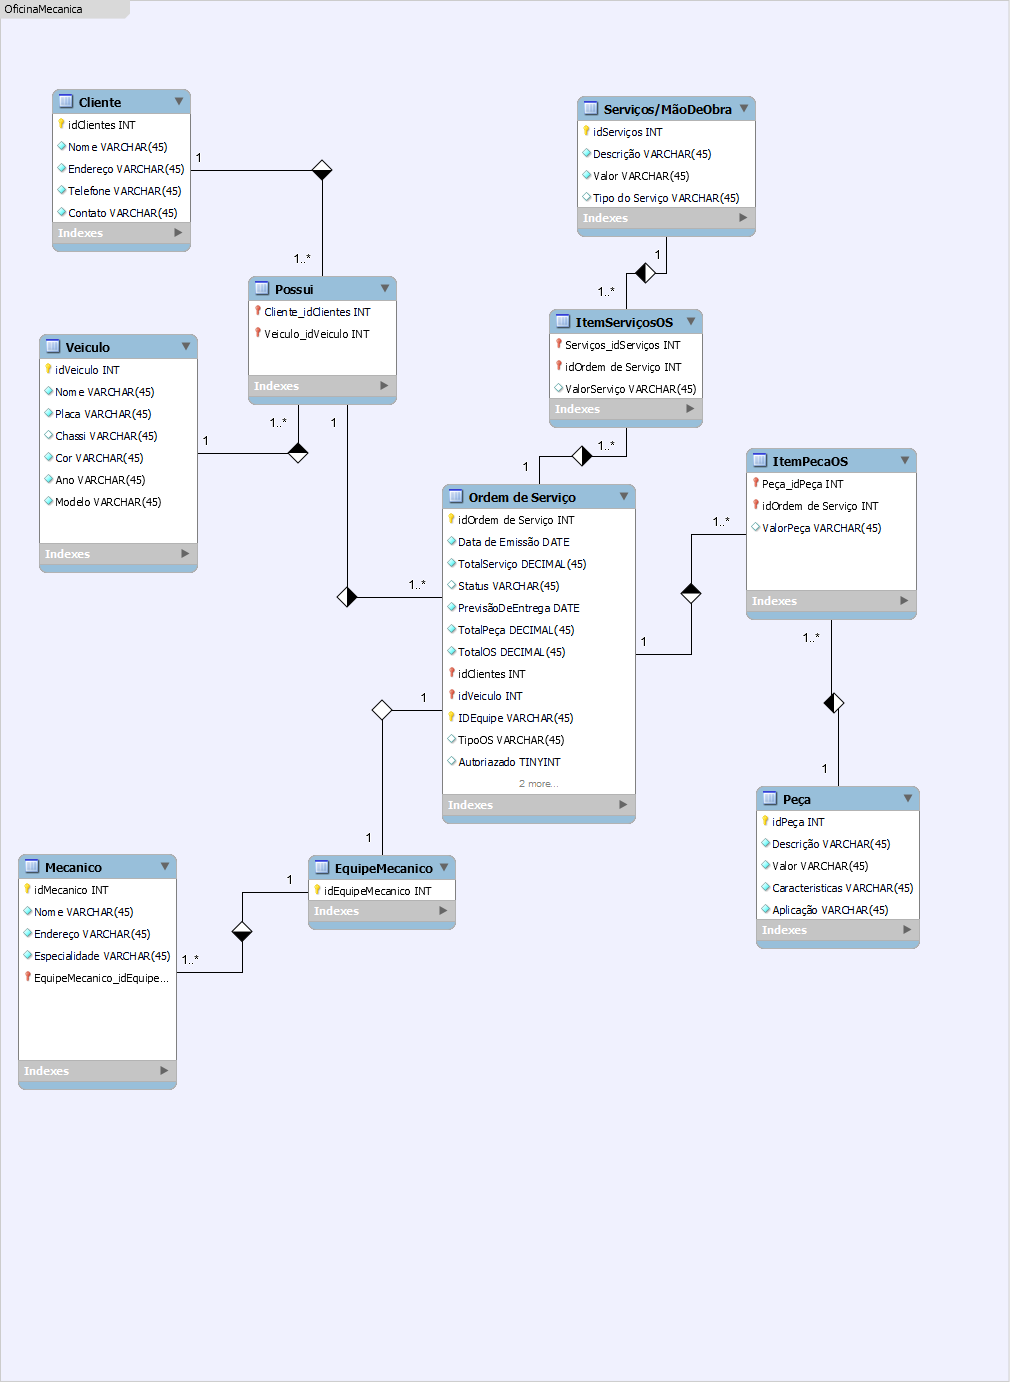 OficinaMecanica
Cliente
idClientes INT
Nome VARCHAR(45)
Endereço VARCHAR(45)
Telefone VARCHAR(45)
Contato VARCHAR(45)
Indexes
1
1..*
Possui
Cliente_idClientes INT
Veiculo_idVeiculo INT
Indexes
1..*
1
Veiculo
idVeiculo INT
Nome VARCHAR(45)
Placa VARCHAR(45)
Chassi VARCHAR(45)
Cor VARCHAR(45)
Ano VARCHAR(45)
Modelo VARCHAR(45)
Indexes
1
1..*
Serviços/MãoDeObra
idServiços INT
Descrição VARCHAR(45)
Valor VARCHAR(45)
Tipo do Serviço VARCHAR(45)
Indexes
1
1..*
ItemServiçosOS
Serviços_idServiços INT
idOrdem de Serviço INT
ValorServiço VARCHAR(45)
Indexes
1..*
1
Ordem de Serviço
idOrdem de Serviço INT
Data de Emissão DATE
TotalServiço DECIMAL(45)
Status VARCHAR(45)
PrevisãoDeEntrega DATE
TotalPeça DECIMAL(45)
TotalOS DECIMAL(45)
idClientes INT
idVeiculo INT
IDEquipe VARCHAR(45)
TipoOS VARCHAR(45)
Autoriazado TINYINT
2 more...
Indexes
1
1..*
ItemPecaOS
Peça_idPeça INT
idOrdem de Serviço INT
ValorPeça VARCHAR(45)
Indexes
1..*
1
Peça
idPeça INT
Descrição VARCHAR(45)
Valor VARCHAR(45)
Caracteristicas VARCHAR(45)
Aplicação VARCHAR(45)
Indexes
1
1
EquipeMecanico
idEquipeMecanico INT
Indexes
1
1..*
Mecanico
idMecanico INT
Nome VARCHAR(45)
Endereço VARCHAR(45)
Especialidade VARCHAR(45)
EquipeMecanico_idEquipe...
Indexes